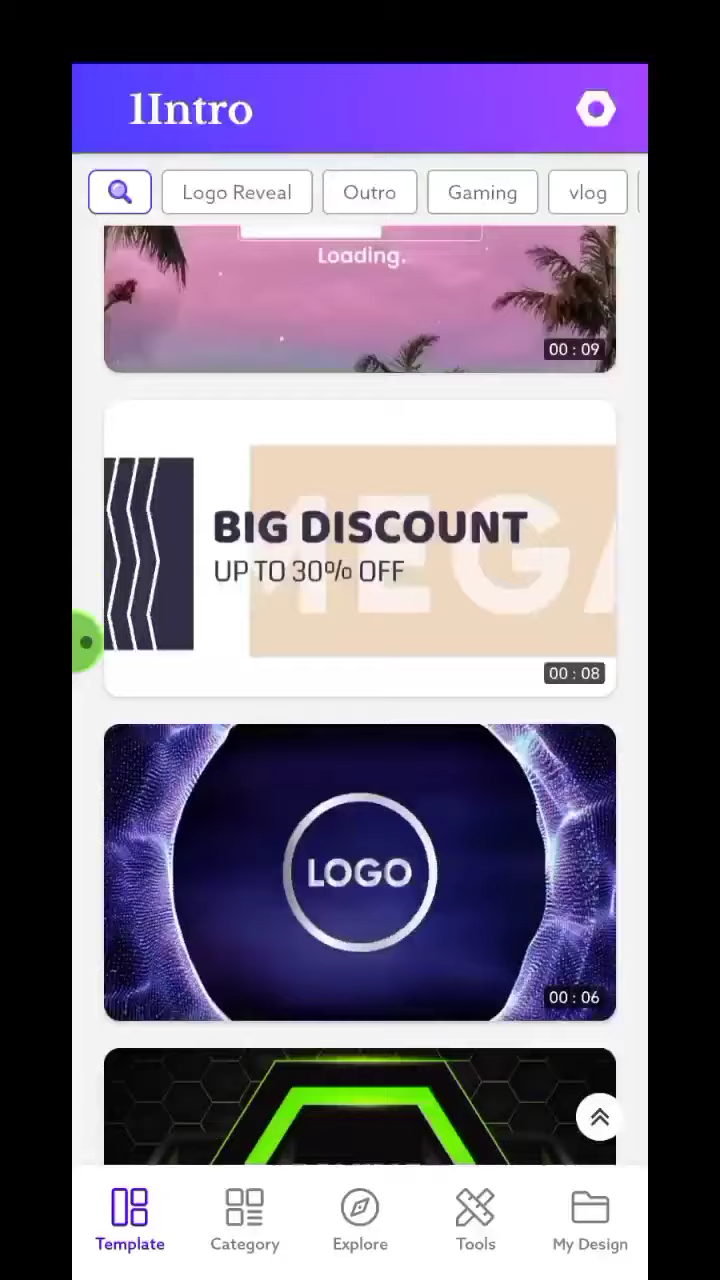 1Intro
Logo Reveal
Outro
Gaming
vlog
Loading.
00 : 09
MEGA
BIG DISCOUNT
UP TO 30% OFF
00 : 08
LOGO
00 : 06
Template
Category
Explore
Tools
My Design